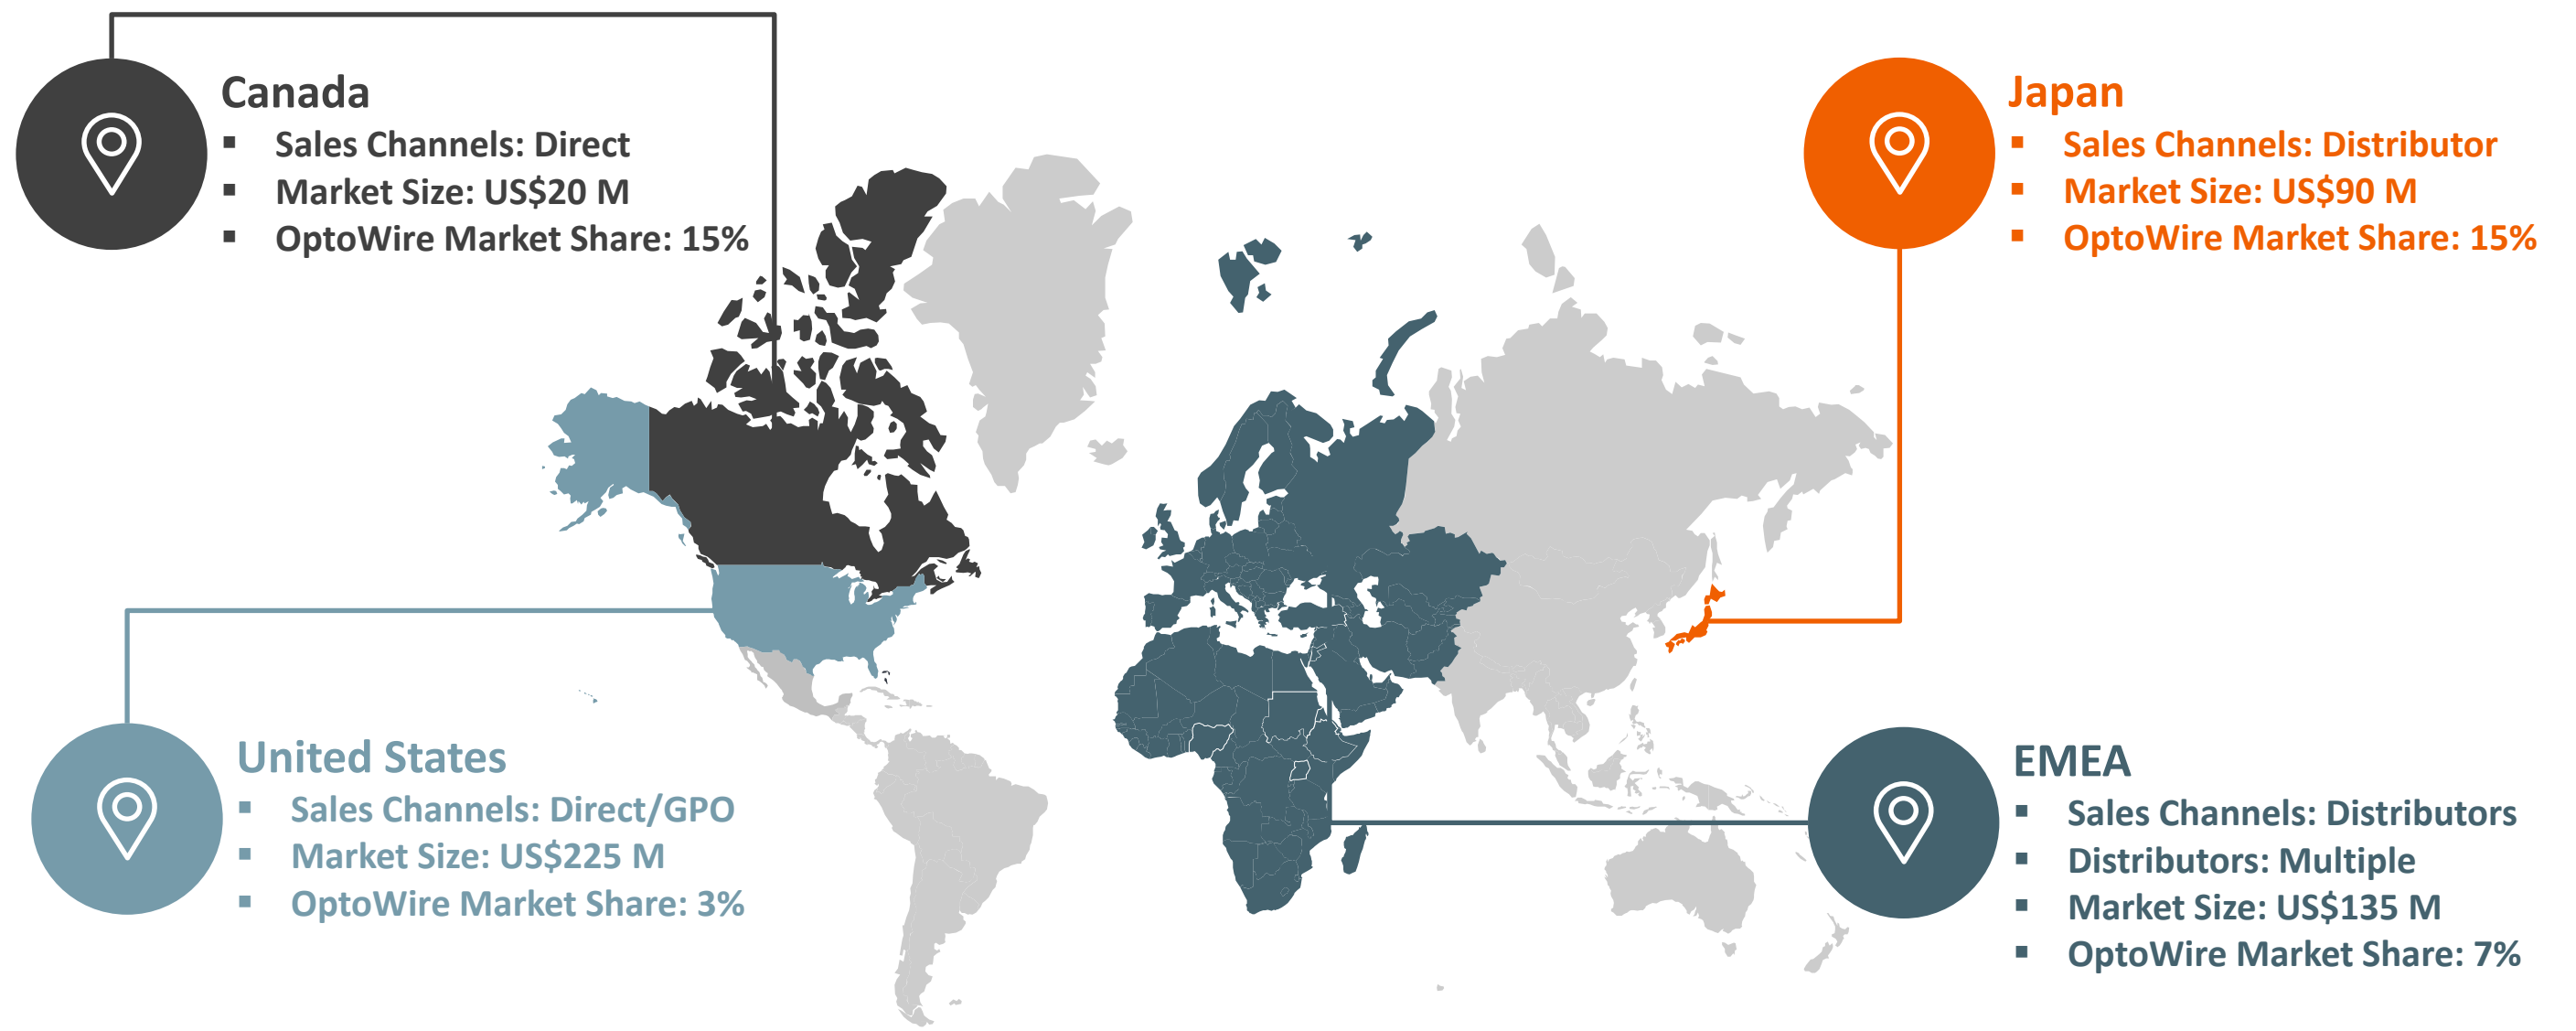 Canada
▪ Sales Channels: Direct
▪ Market Size: US$20 M
▪ OptoWire Market Share: 15%
Japan
▪ Sales Channels: Distributor
▪ Market Size: US$90 M
▪ OptoWire Market Share: 15%
United States
▪ Sales Channels: Direct/GPO
▪ Market Size: US$225 M
▪ OptoWire Market Share: 3%
EMEA
▪ Sales Channels: Distributors
▪ Distributors: Multiple
▪ Market Size: US$135 M
▪ OptoWire Market Share: 7%